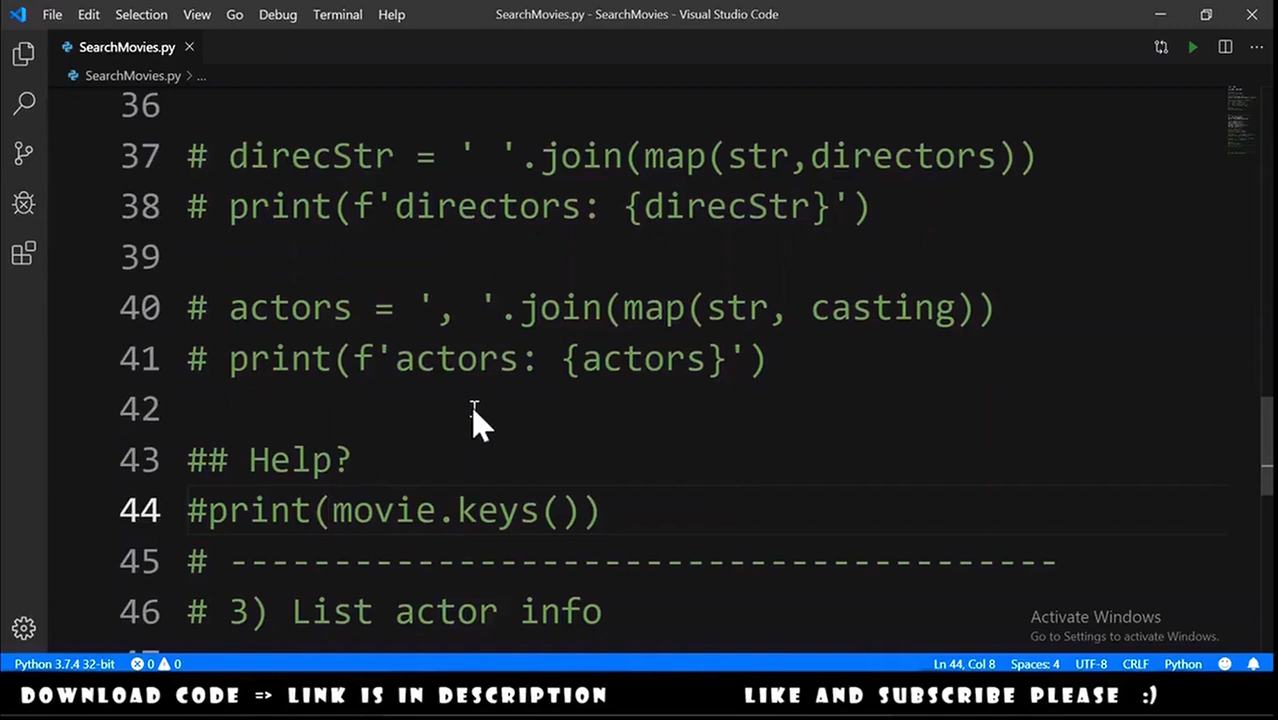 File Edit Selection View Go Debug Terminal Help SearchMovies.py - SearchMovies - Visual Studio Code
SearchMovies.py
SearchMovies.py > ...
36
37 # direcStr = ' '.join(map(str,directors))
38 # print(f'directors: {direcStr}')
39
40 # actors = ', '.join(map(str, casting))
41 # print(f'actors: {actors}')
42
43 ## Help?
44 #print(movie.keys())
45 # ----------------------------------------
46 # 3) List actor info
Activate Windows
Go to Settings to activate Windows.
Python 3.7.4 32-bit 0 0 Ln 44, Col 8 Spaces: 4 UTF-8 CRLF Python
DOWNLOAD CODE => LINK IS IN DESCRIPTION LIKE AND SUBSCRIBE PLEASE :)